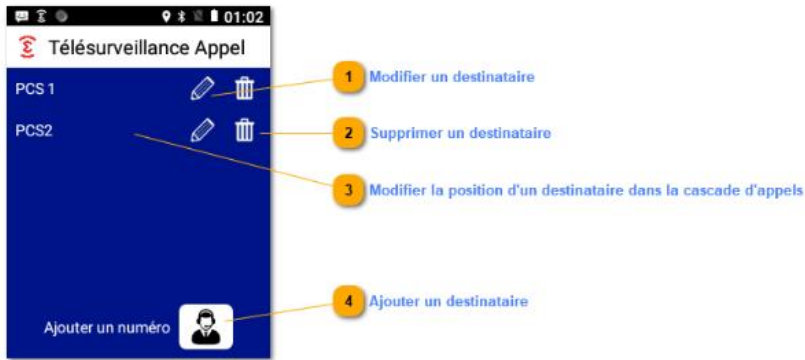 01:02
Télésurveillance Appel
PCS 1
PCS2
Ajouter un numéro
1 Modifier un destinataire
2 Supprimer un destinataire
3 Modifier la position d'un destinataire dans la cascade d'appels
4 Ajouter un destinataire